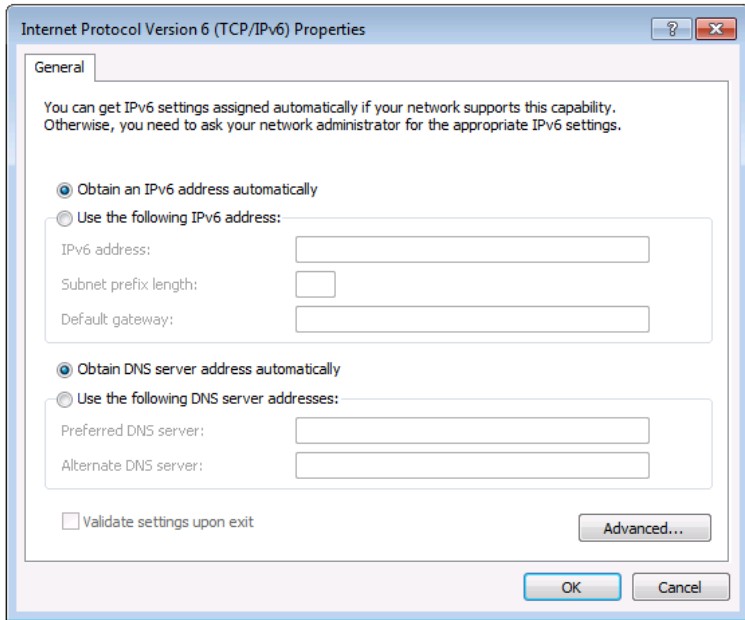 Internet Protocol Version 6 (TCP/IPv6) Properties
General
You can get IPv6 settings assigned automatically if your network supports this capability.
Otherwise, you need to ask your network administrator for the appropriate IPv6 settings.
Obtain an IPv6 address automatically
Use the following IPv6 address:
IPv6 address:
Subnet prefix length:
Default gateway:
Obtain DNS server address automatically
Use the following DNS server addresses:
Preferred DNS server:
Alternate DNS server:
Validate settings upon exit
Advanced...
OK
Cancel